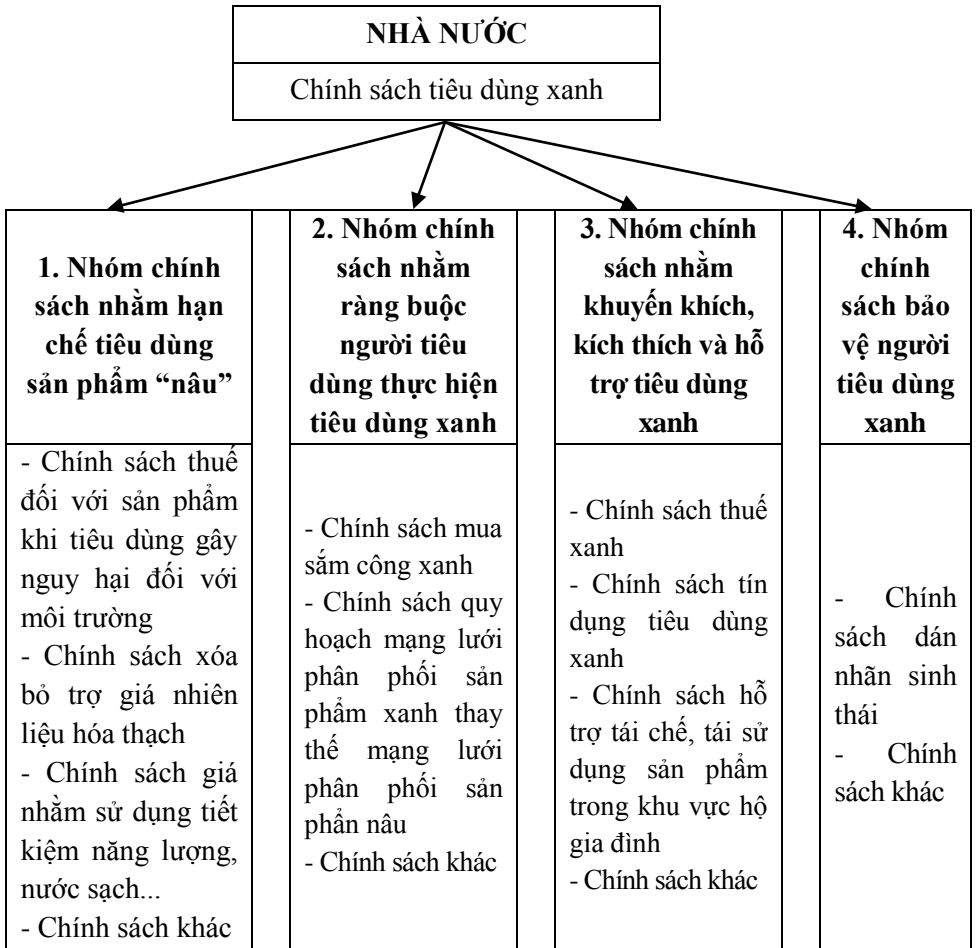 NHÀ NƯỚC
Chính sách tiêu dùng xanh
1. Nhóm chính
sách nhằm hạn
chế tiêu dùng
sản phẩm “nâu”
- Chính sách thuế
đối với sản phẩm
khi tiêu dùng gây
nguy hại đối với
môi trường
- Chính sách xóa
bỏ trợ giá nhiên
liệu hóa thạch
- Chính sách giá
nhằm sử dụng tiết
kiệm năng lượng,
nước sạch...
- Chính sách khác
2. Nhóm chính
sách nhằm
ràng buộc
người tiêu
dùng thực hiện
tiêu dùng xanh
- Chính sách mua
sắm công xanh
- Chính sách quy
hoạch mạng lưới
phân phối sản
phẩm xanh thay
thế mạng lưới
phân phối sản
phẩn nâu
- Chính sách khác
3. Nhóm chính
sách nhằm
khuyến khích,
kích thích và hỗ
trợ tiêu dùng
xanh
- Chính sách thuế
xanh
- Chính sách tín
dụng tiêu dùng
xanh
- Chính sách hỗ
trợ tái chế, tái sử
dụng sản phẩm
trong khu vực hộ
gia đình
- Chính sách khác
4. Nhóm
chính
sách bảo
vệ người
tiêu dùng
xanh
- Chính
sách dán
nhãn sinh
thái
- Chính
sách khác